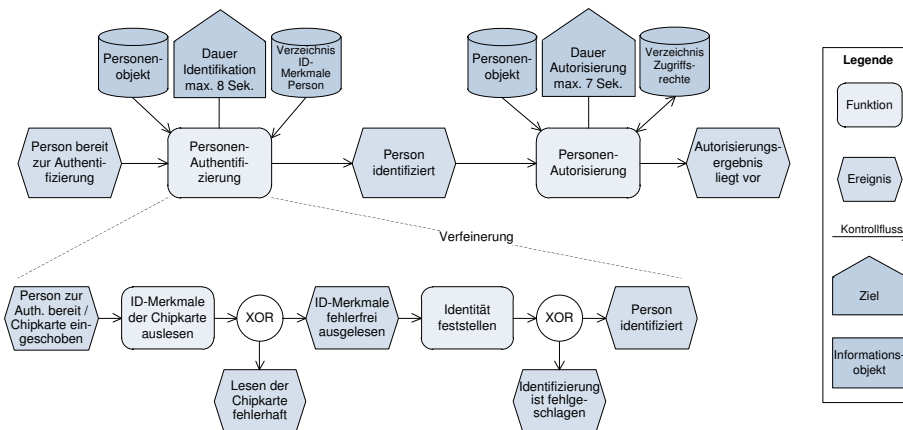 Personen-
objekt
Dauer
Identifikation
max. 8 Sek.
Verzeichnis
ID-
Merkmale
Person
Personen-
objekt
Dauer
Autorisierung
max. 7 Sek.
Verzeichnis
Zugriffs-
rechte
Person bereit
zur Authenti-
fizierung
Personen-
Authentifi-
zierung
Person
identifiziert
Personen-
Autorisierung
Autorisierungs-
ergebnis
liegt vor
Verfeinerung
Person zur
Auth. bereit /
Chipkarte ein-
geschoben
ID-Merkmale
der Chipkarte
auslesen
XOR
ID-Merkmale
fehlerfrei
ausgelesen
Identität
feststellen
XOR
Person
identifiziert
Lesen der
Chipkarte
fehlerhaft
Identifizierung
ist fehlge-
schlagen
Legende
Funktion
Ereignis
Kontrollfluss
Ziel
Informations-
objekt